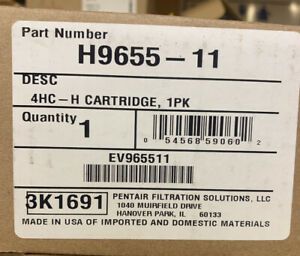 Part Number
H9655-11
DESC
4HC-H CARTRIDGE, 1PK
Quantity
1
0 54568 59060 2
EV965511
3K1691
PENTAIR FILTRATION SOLUTIONS, LLC
1040 MUIRFIELD DRIVE
HANOVER PARK, IL 60133
MADE IN USA OF IMPORTED AND DOMESTIC MATERIALS